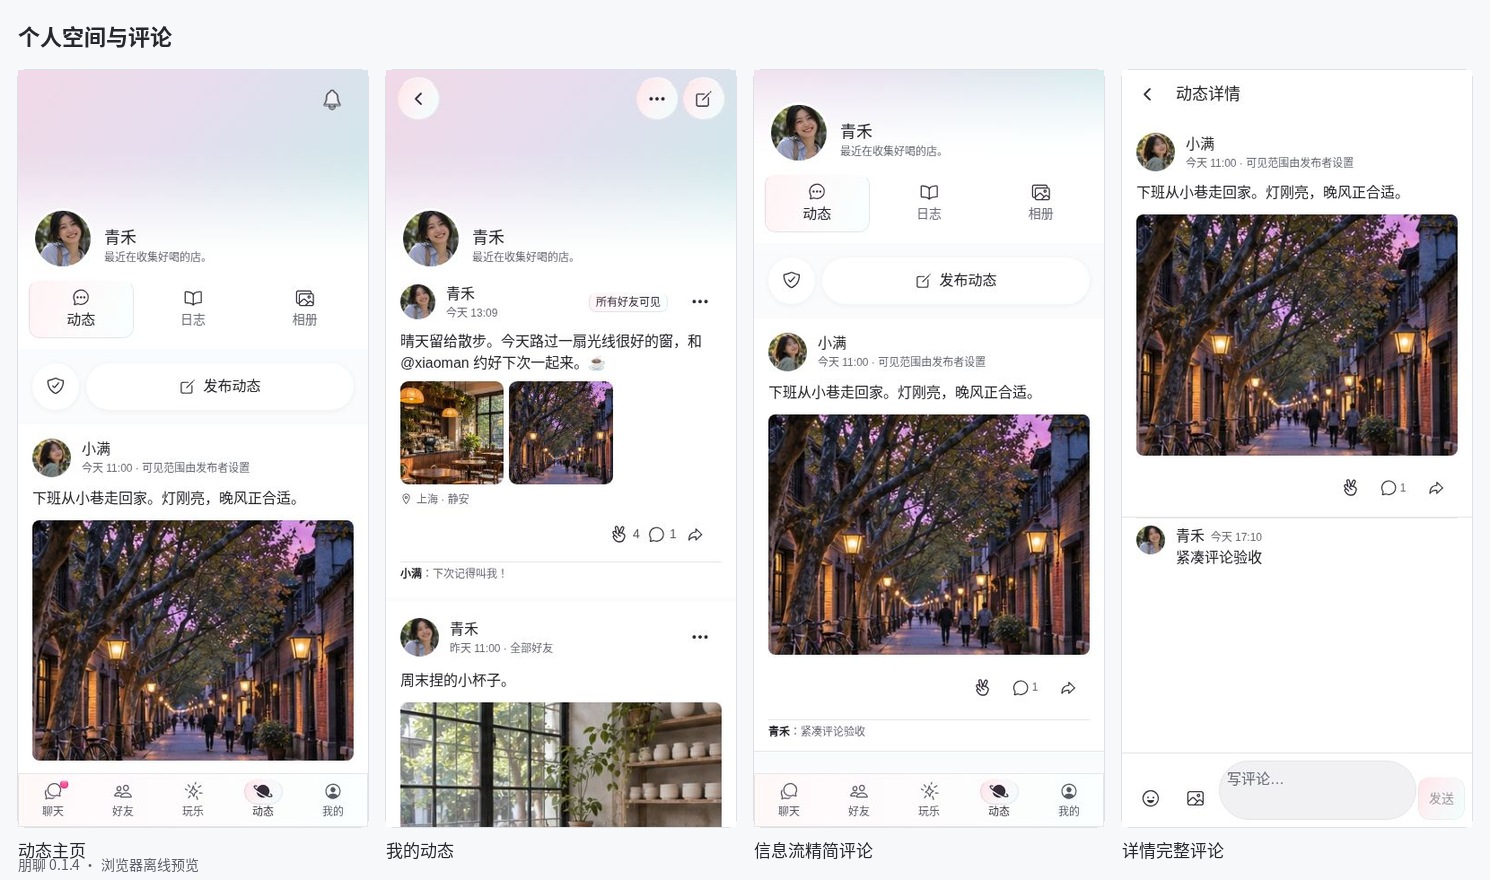 个人空间与评论
青禾
最近在收集好喝的店。
动态
日志
相册
发布动态
小满
今天 11:00 · 可见范围由发布者设置
下班从小巷走回家。灯刚亮，晚风正合适。
聊天
好友
玩乐
动态
我的
动态主页
青禾
最近在收集好喝的店。
青禾
今天 13:09
所有好友可见
晴天留给散步。今天路过一扇光线很好的窗，和
@xiaoman 约好下次一起来。☕
上海 · 静安
4
1
小满：下次记得叫我！
青禾
昨天 11:00 · 全部好友
周末捏的小杯子。
我的动态
青禾
最近在收集好喝的店。
动态
日志
相册
发布动态
小满
今天 11:00 · 可见范围由发布者设置
下班从小巷走回家。灯刚亮，晚风正合适。
1
青禾：紧凑评论验收
聊天
好友
玩乐
动态
我的
信息流精简评论
动态详情
小满
今天 11:00 · 可见范围由发布者设置
下班从小巷走回家。灯刚亮，晚风正合适。
1
青禾 今天 17:10
紧凑评论验收
写评论…
发送
详情完整评论
朋聊 0.1.4 · 浏览器离线预览